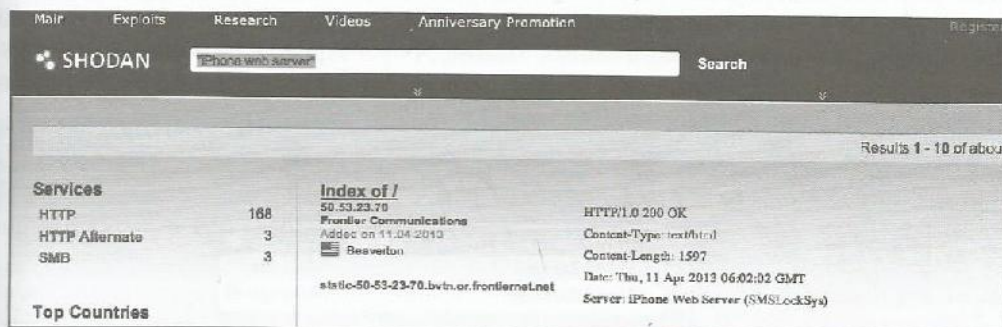 Main Exploits Research Videos Anniversary Promotion Register
SHODAN "iPhone web server" Search
Results 1 - 10 of abou
Services
HTTP 168
HTTP Alternate 3
SMB 3
Top Countries
Index of /
50.53.23.70
Frontier Communications
Added on 11.04.2013
Beaverton
static-50-53-23-70.bvtn.or.frontiernet.net
HTTP/1.0 200 OK
Content-Type: text/html
Content-Length: 1597
Date: Thu, 11 Apr 2013 06:02:02 GMT
Server: iPhone Web Server (SMSLockSys)